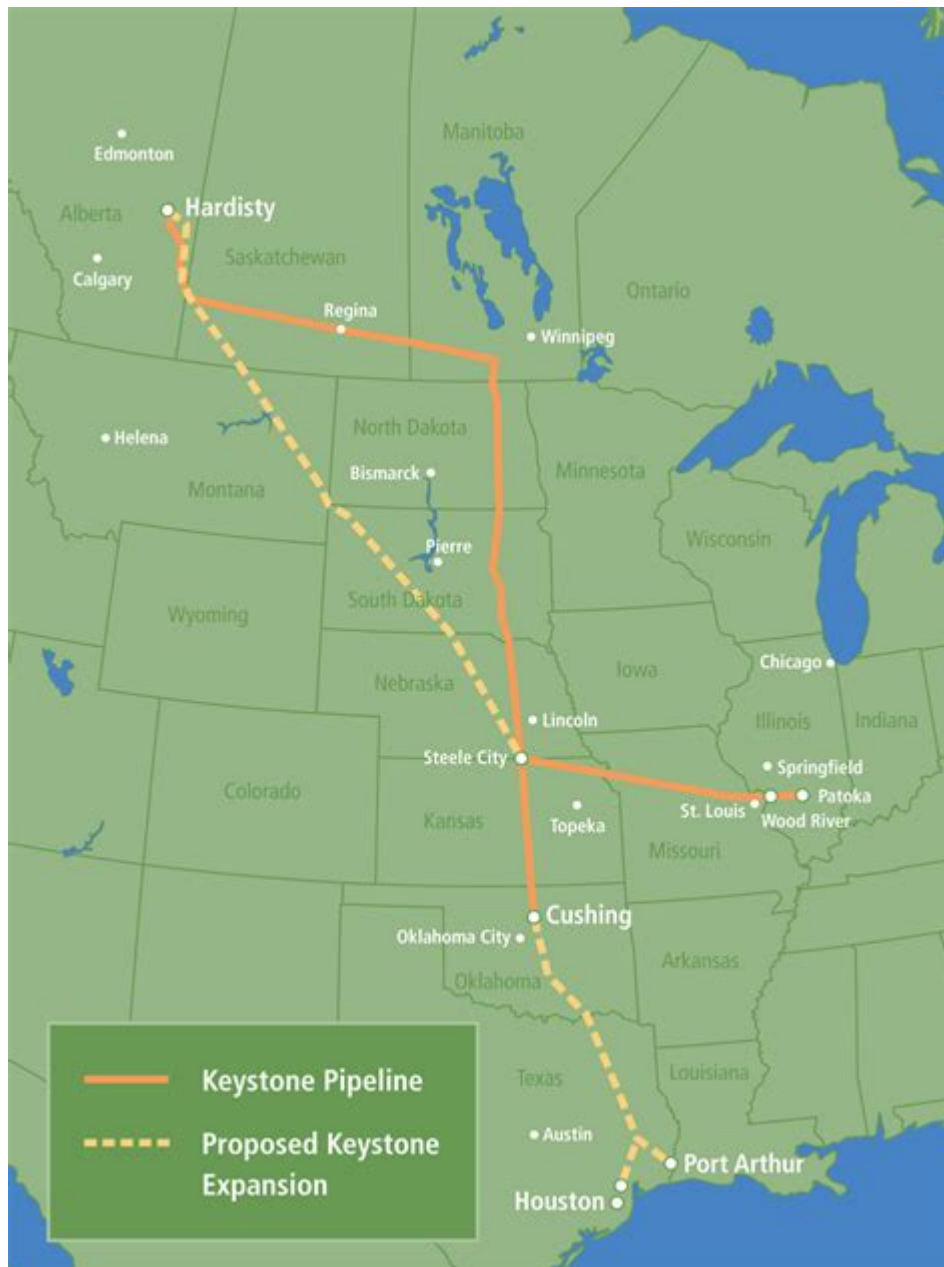 Manitoba
Edmonton
Hardisty
Alberta
Saskatchewan
Calgary
Ontario
Regina
Winnipeg
North Dakota
Helena
Minnesota
Bismarck
Montana
Wisconsin
Pierre
South Dakota
Wyoming
Chicago
Iowa
Nebraska
Lincoln
Illinois
Indiana
Steele City
Springfield
Colorado
Patoka
St. Louis
Wood River
Kansas
Topeka
Missouri
Cushing
Oklahoma City
Arkansas
Oklahoma
Keystone Pipeline
Texas
Louisiana
Austin
Proposed Keystone
Expansion
Port Arthur
Houston